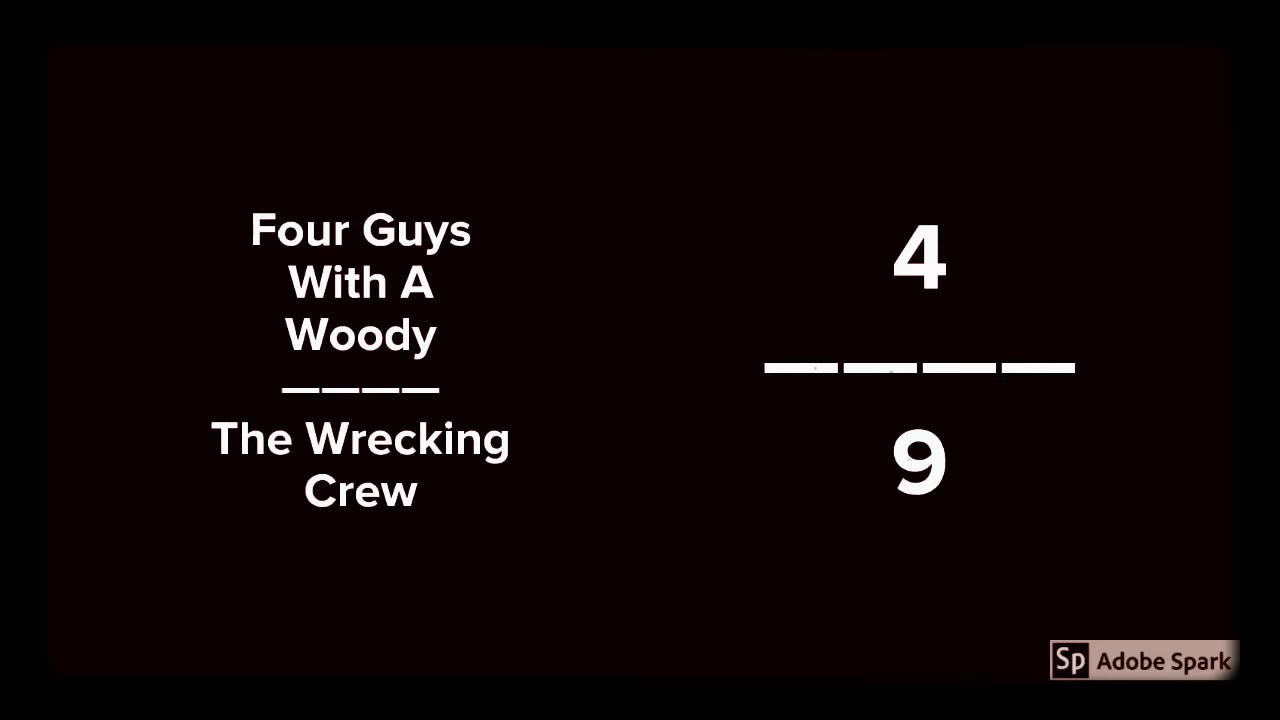 Four Guys
With A
Woody
————
The Wrecking
Crew
4
————
9
Sp Adobe Spark